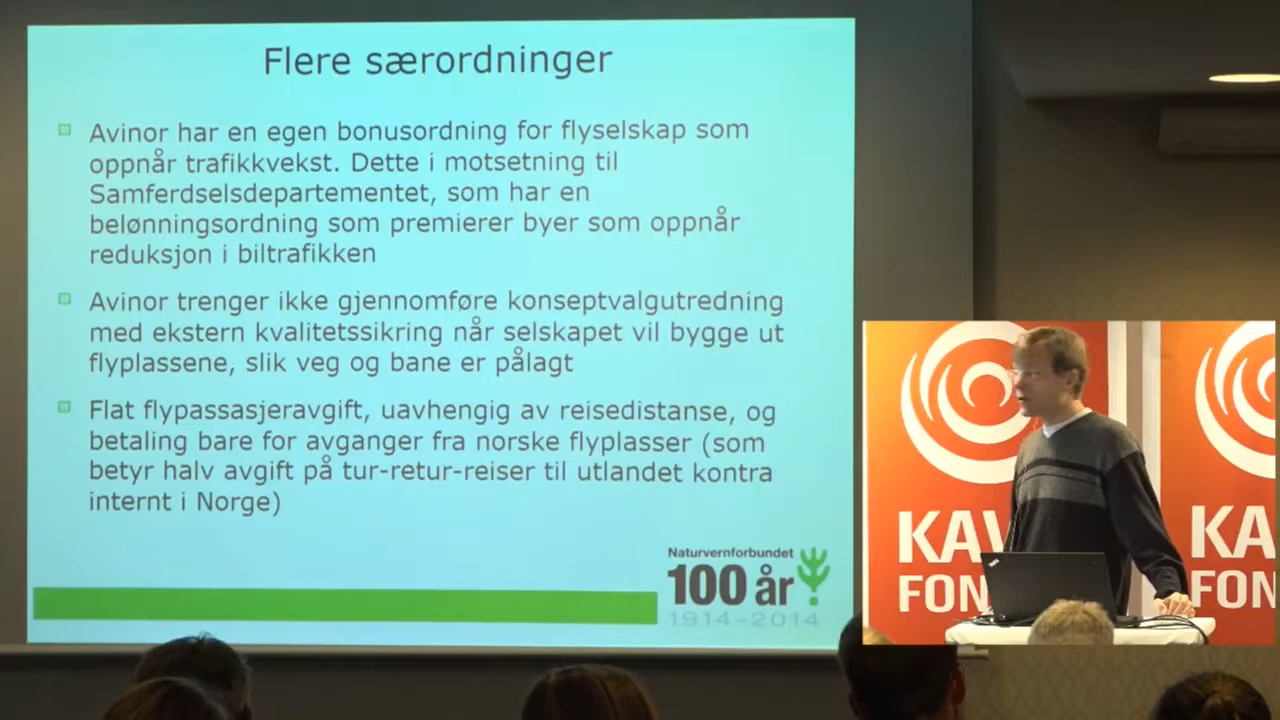 Flere særordninger
Avinor har en egen bonusordning for flyselskap som
oppnår trafikkvekst. Dette i motsetning til
Samferdselsdepartementet, som har en
belønningsordning som premierer byer som oppnår
reduksjon i biltrafikken
Avinor trenger ikke gjennomføre konseptvalgutredning
med ekstern kvalitetssikring når selskapet vil bygge ut
flyplassene, slik veg og bane er pålagt
Flat flypassasjeravgift, uavhengig av reisedistanse, og
betaling bare for avganger fra norske flyplasser (som
betyr halv avgift på tur-retur-reiser til utlandet kontra
internt i Norge)
Naturvernforbundet
100 år
1914-2014
KAV
FON
KA
FON